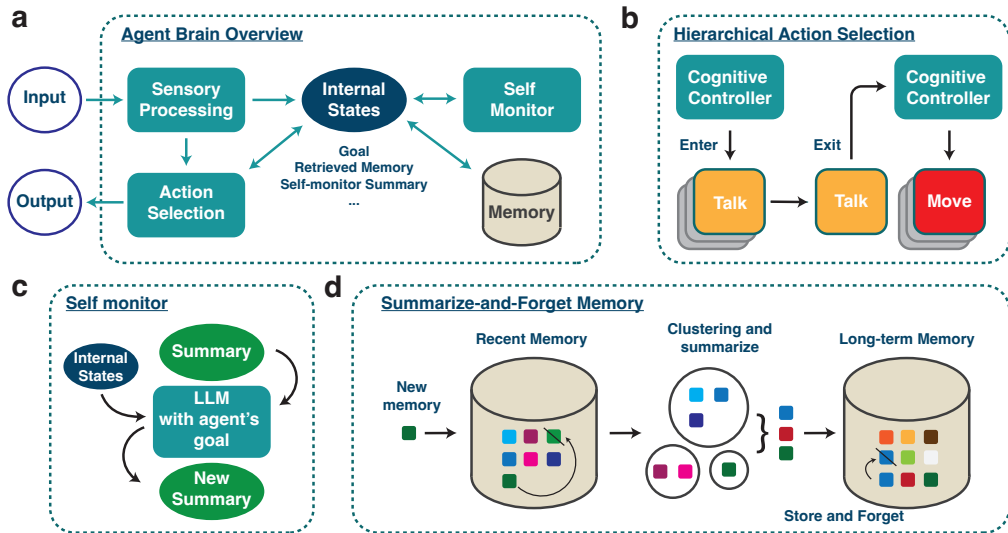 a
Agent Brain Overview
Input
Sensory
Processing
Internal
States
Self
Monitor
Goal
Retrieved Memory
Self-monitor Summary
...
Output
Action
Selection
Memory
b
Hierarchical Action Selection
Cognitive
Controller
Cognitive
Controller
Enter
Exit
Talk
Talk
Move
c
Self monitor
Internal
States
Summary
LLM
with agent's
goal
New
Summary
d
Summarize-and-Forget Memory
New
memory
Recent Memory
Clustering and
summarize
Long-term Memory
Store and Forget